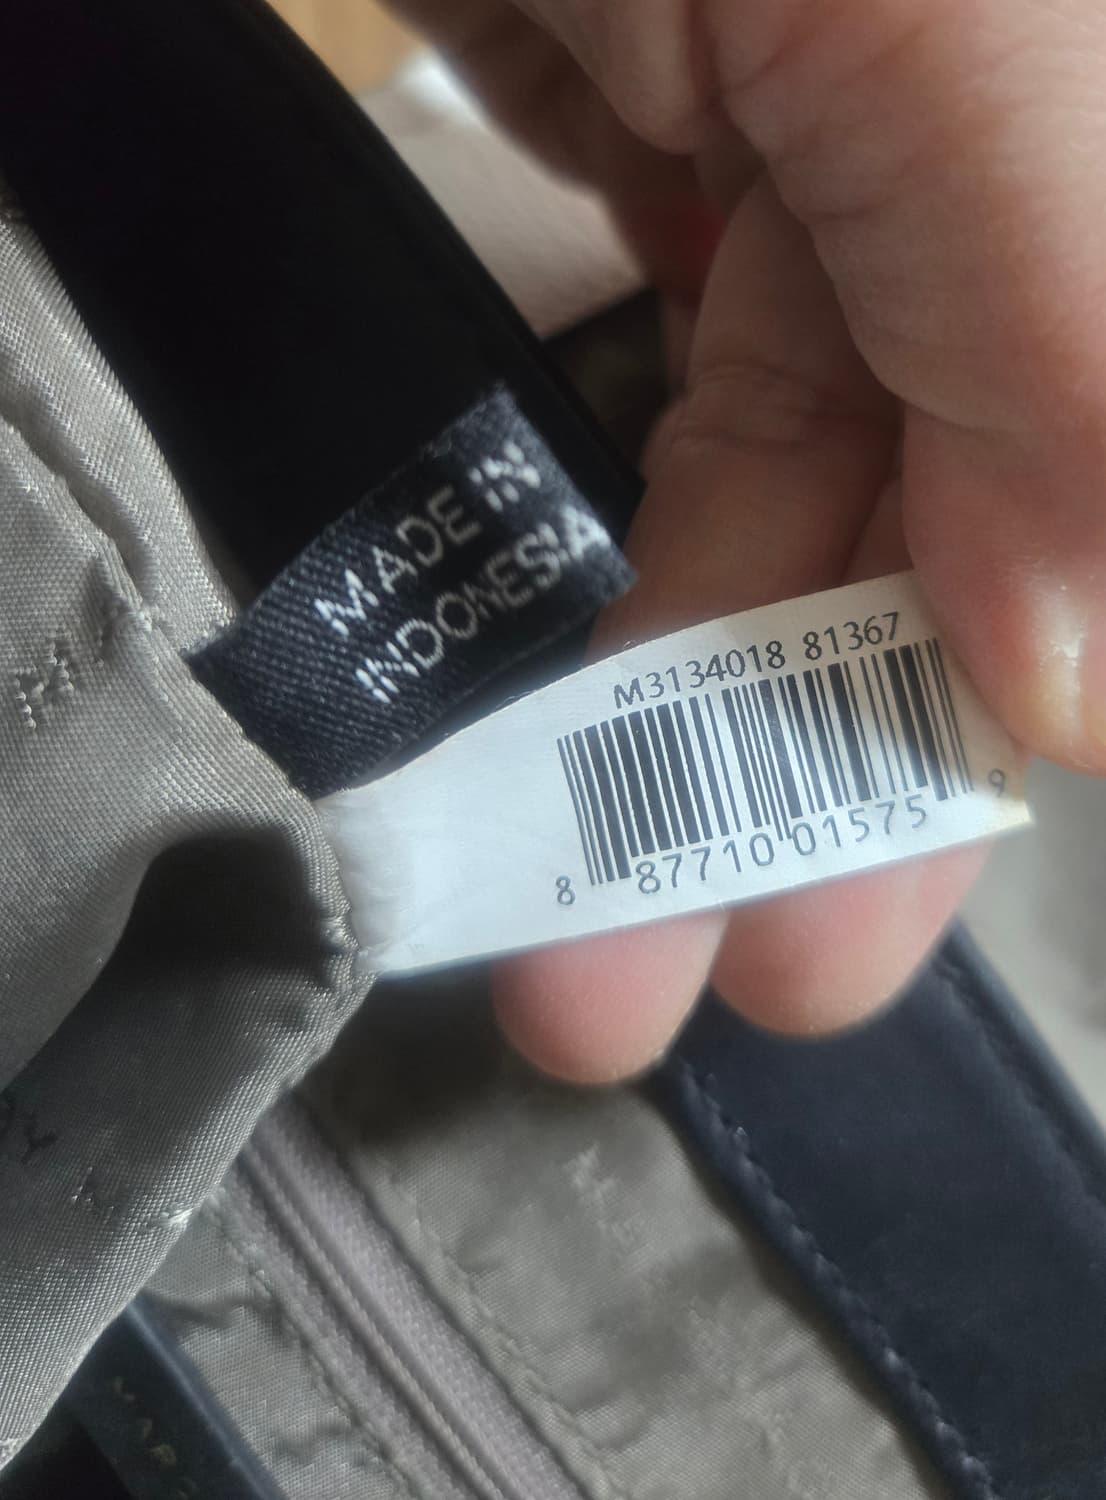 MADE IN
INDONESIA
M3134018 81367
8 87710 01575 9